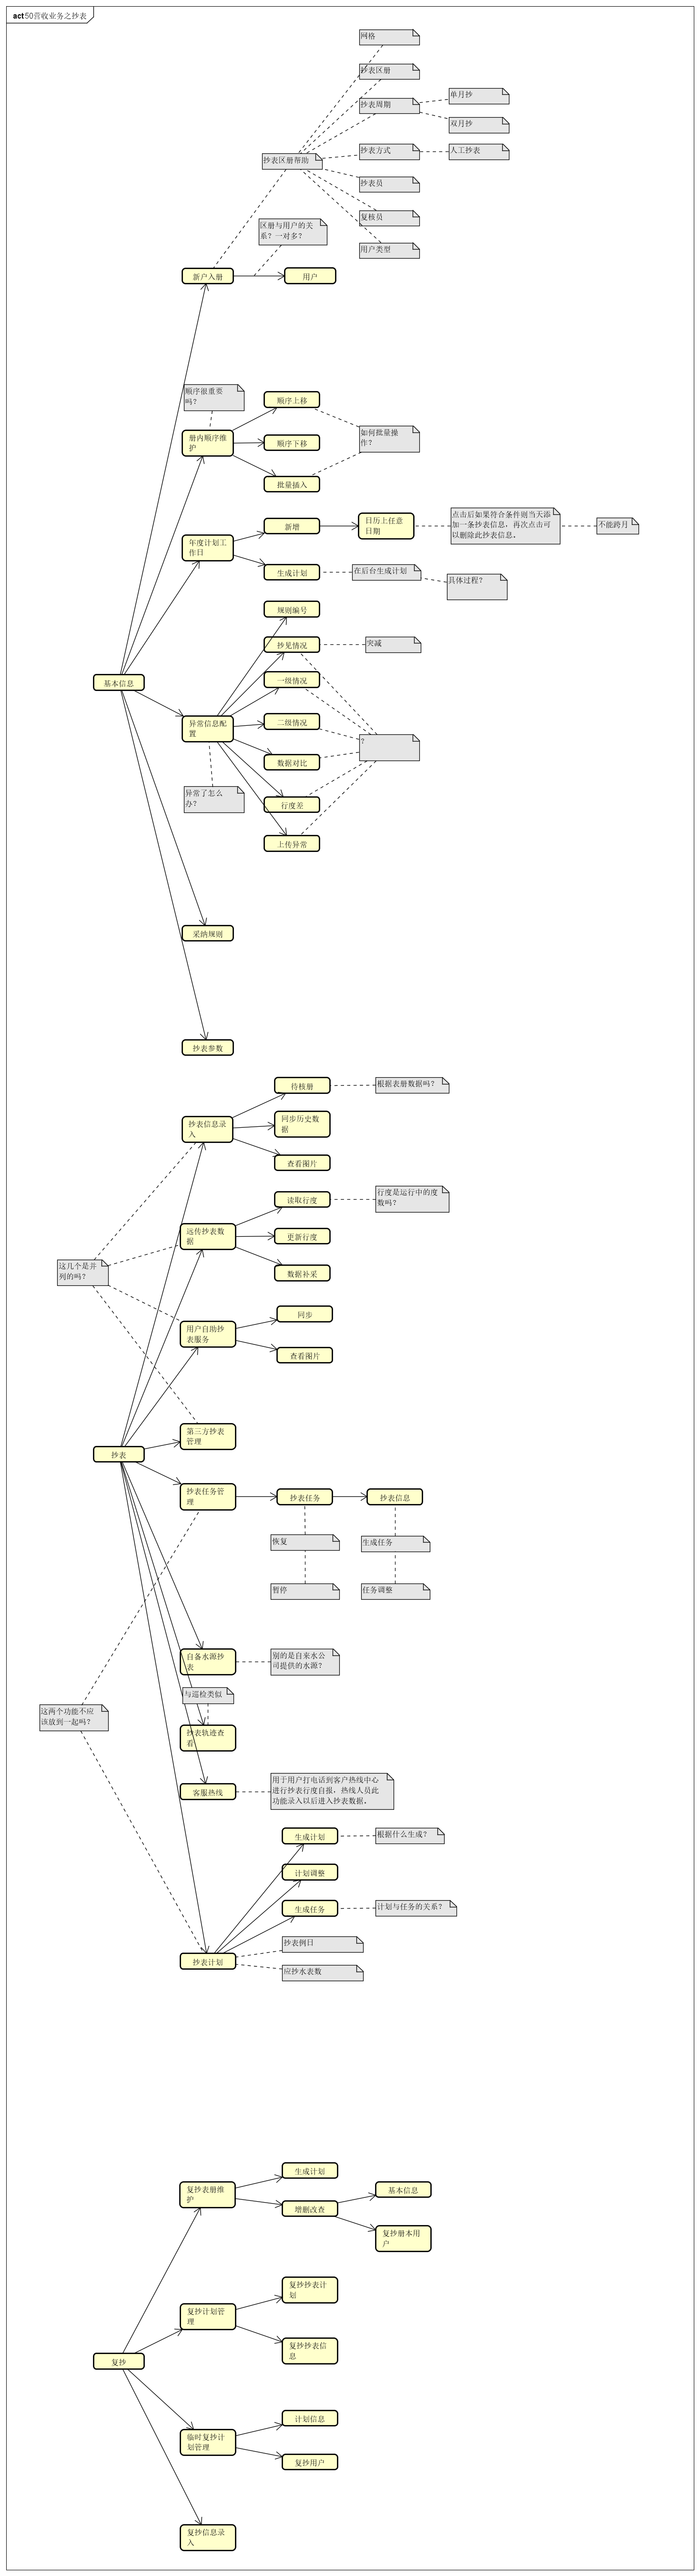 act 50营收业务之抄表
网格
抄表区册
抄表周期
单月抄
双月抄
抄表方式
人工抄表
抄表区册帮助
抄表员
复核员
用户类型
区册与用户的关
系？一对多？
新户入册
用户
顺序很重要
吗？
顺序上移
册内顺序维
护
顺序下移
如何批量操
作？
批量插入
年度计划工
作日
新增
日历上任意
日期
点击后如果符合条件则当天添
加一条抄表信息，再次点击可
以删除此抄表信息。
不能跨月
生成计划
在后台生成计划
具体过程？
基本信息
规则编号
抄见情况
突减
一级情况
异常信息配
置
二级情况
？
数据对比
异常了怎么
办？
行度差
上传异常
采纳规则
抄表参数
待核册
根据表册数据吗？
抄表信息录
入
同步历史数
据
查看图片
读取行度
行度是运行中的度
数吗？
远传抄表数
据
更新行度
这几个是并
列的吗？
数据补采
同步
用户自助抄
表服务
查看图片
第三方抄表
管理
抄表
抄表任务管
理
抄表任务
抄表信息
恢复
生成任务
暂停
任务调整
自备水源抄
表
别的是自来水公
司提供的水源？
与巡检类似
这两个功能不应
该放到一起吗？
抄表轨迹查
看
客服热线
用于用户打电话到客户热线中心
进行抄表行度自报，热线人员此
功能录入以后进入抄表数据。
生成计划
根据什么生成？
计划调整
生成任务
计划与任务的关系？
抄表例日
抄表计划
应抄水表数
生成计划
复抄表册维
护
基本信息
增删改查
复抄册本用
户
复抄抄表计
划
复抄计划管
理
复抄抄表信
息
复抄
计划信息
临时复抄计
划管理
复抄用户
复抄信息录
入